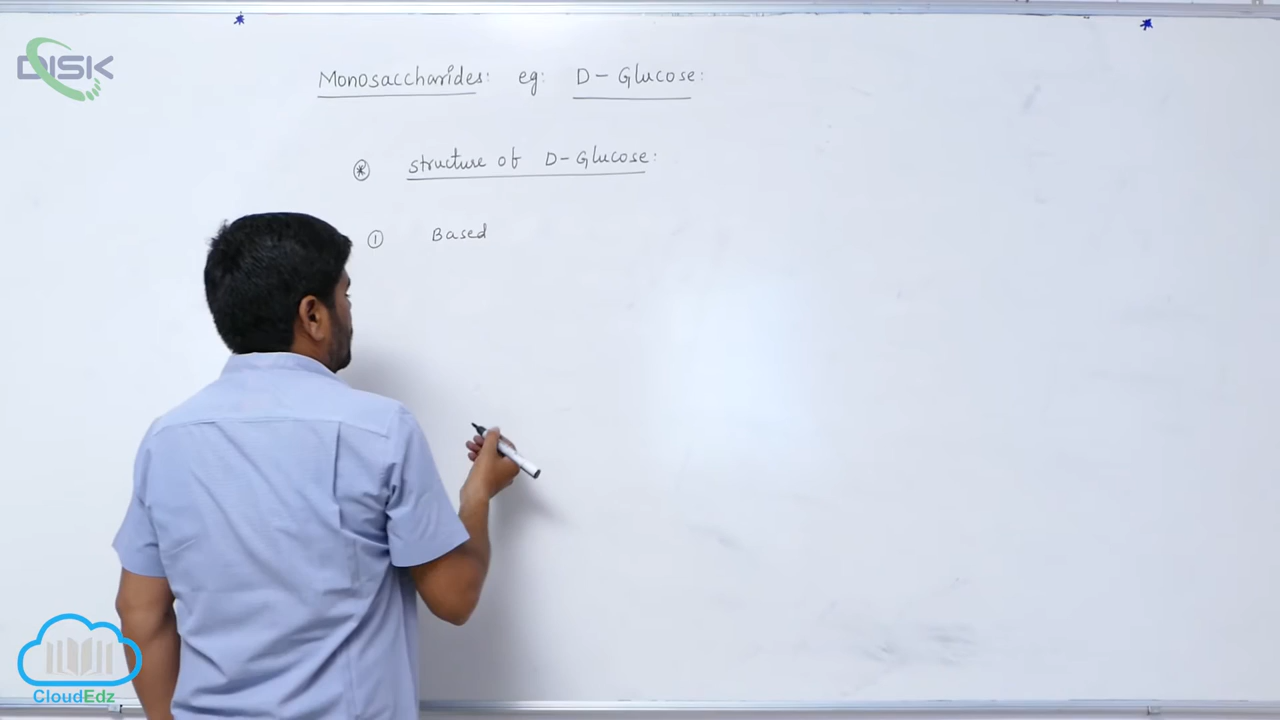 DISK
Monosaccharides: eg: D-Glucose:
* structure of D-Glucose:
1 Based
CloudEdz